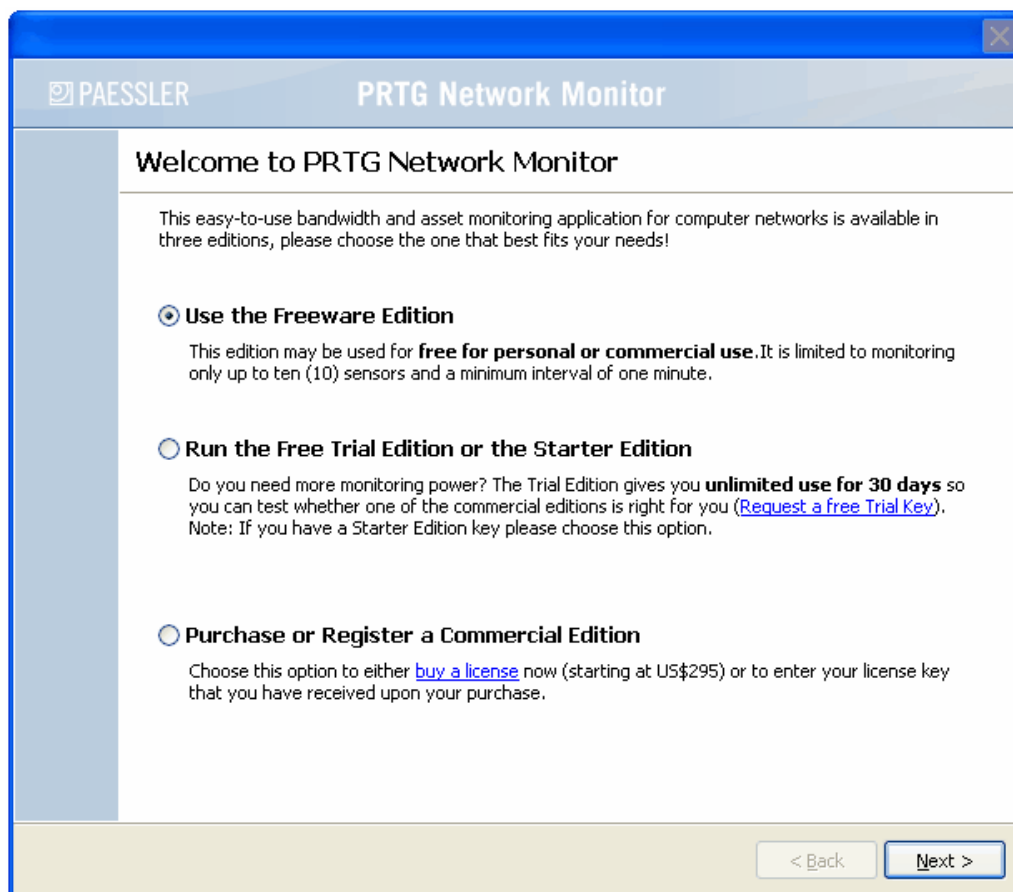 PAESSLER PRTG Network Monitor
Welcome to PRTG Network Monitor
This easy-to-use bandwidth and asset monitoring application for computer networks is available in
three editions, please choose the one that best fits your needs!
Use the Freeware Edition
This edition may be used for free for personal or commercial use.It is limited to monitoring
only up to ten (10) sensors and a minimum interval of one minute.
Run the Free Trial Edition or the Starter Edition
Do you need more monitoring power? The Trial Edition gives you unlimited use for 30 days so
you can test whether one of the commercial editions is right for you (Request a free Trial Key).
Note: If you have a Starter Edition key please choose this option.
Purchase or Register a Commercial Edition
Choose this option to either buy a license now (starting at US$295) or to enter your license key
that you have received upon your purchase.
< Back Next >